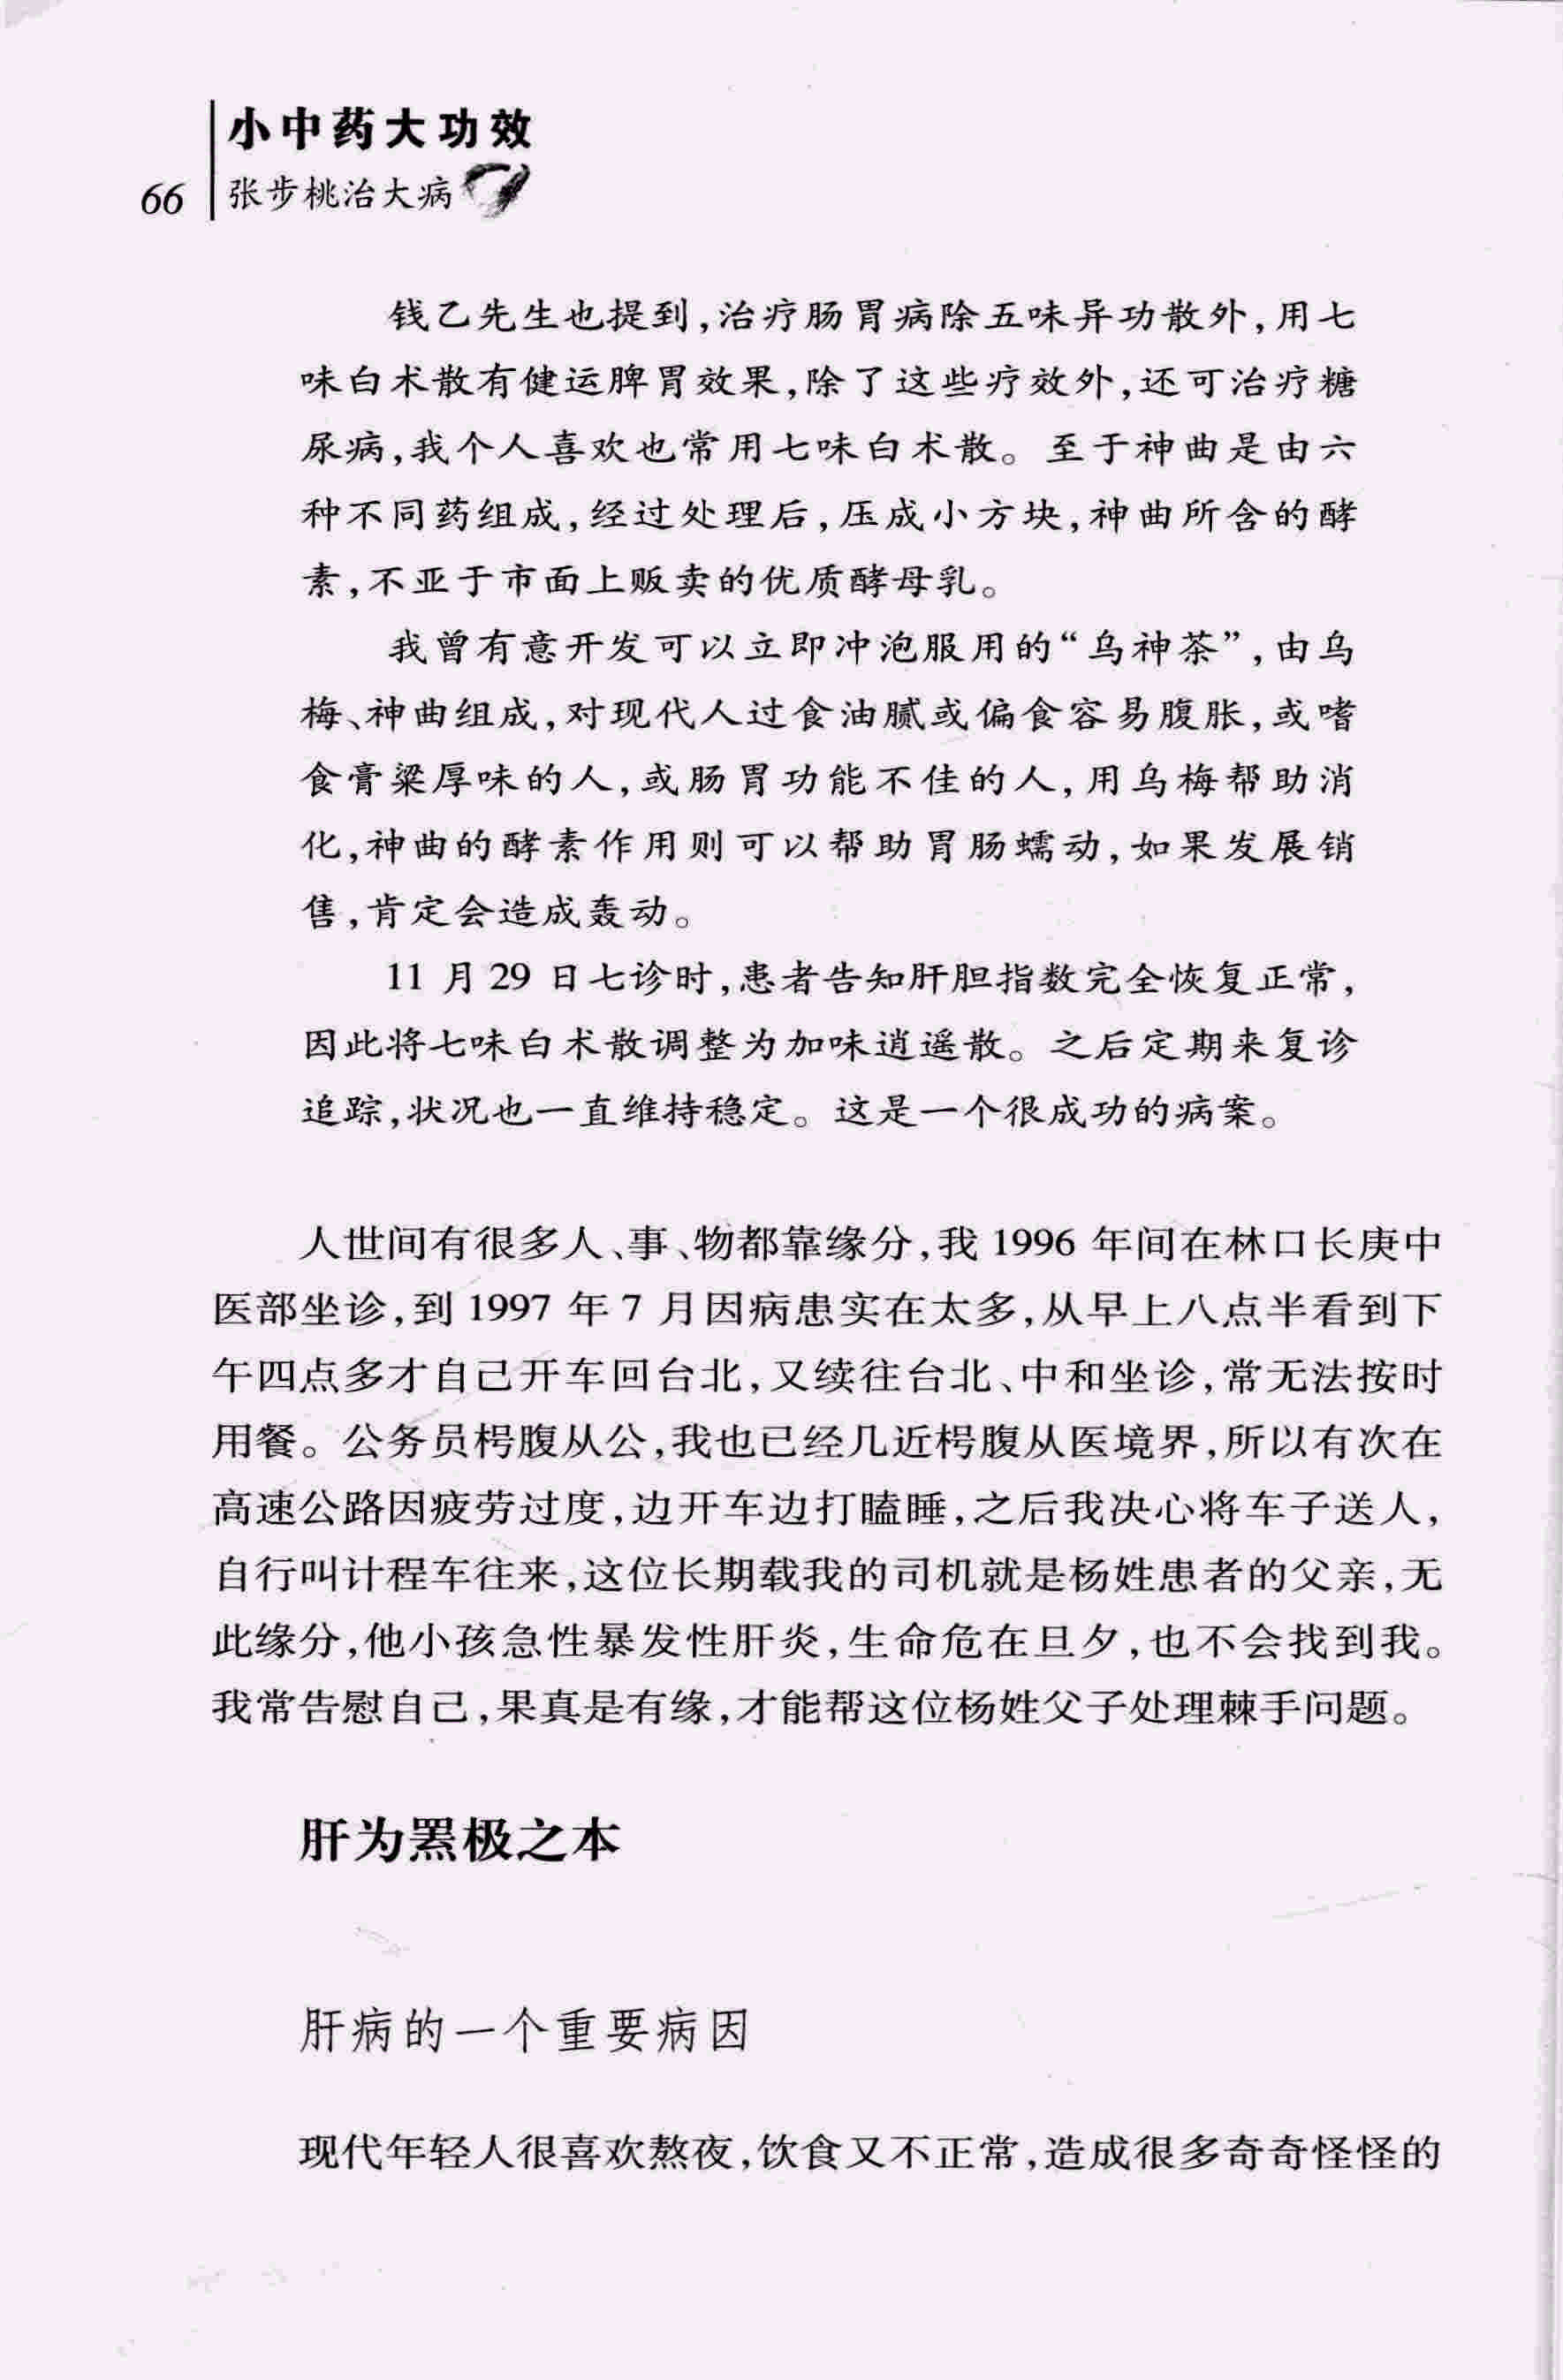 小中药大功效
66 张步桃治大病
钱乙先生也提到,治疗肠胃病除五味异功散外,用七
味白术散有健运脾胃效果,除了这些疗效外,还可治疗糖
尿病,我个人喜欢也常用七味白术散。至于神曲是由六
种不同药组成,经过处理后,压成小方块,神曲所含的酵
素,不亚于市面上贩卖的优质酵母乳。
我曾有意开发可以立即冲泡服用的“乌神茶”,由乌
梅、神曲组成,对现代人过食油腻或偏食容易腹胀,或嗜
食膏粱厚味的人,或肠胃功能不佳的人,用乌梅帮助消
化,神曲的酵素作用则可以帮助胃肠蠕动,如果发展销
售,肯定会造成轰动。
11 月 29 日七诊时,患者告知肝胆指数完全恢复正常,
因此将七味白术散调整为加味逍遥散。之后定期来复诊
追踪,状况也一直维持稳定。这是一个很成功的病案。
人世间有很多人、事、物都靠缘分,我 1996 年间在林口长庚中
医部坐诊,到 1997 年 7 月因病患实在太多,从早上八点半看到下
午四点多才自己开车回台北,又续往台北、中和坐诊,常无法按时
用餐。公务员枵腹从公,我也已经几近枵腹从医境界,所以有次在
高速公路因疲劳过度,边开车边打瞌睡,之后我决心将车子送人,
自行叫计程车往来,这位长期载我的司机就是杨姓患者的父亲,无
此缘分,他小孩急性暴发性肝炎,生命危在旦夕,也不会找到我。
我常告慰自己,果真是有缘,才能帮这位杨姓父子处理棘手问题。
肝为罴极之本
肝病的一个重要病因
现代年轻人很喜欢熬夜,饮食又不正常,造成很多奇奇怪怪的